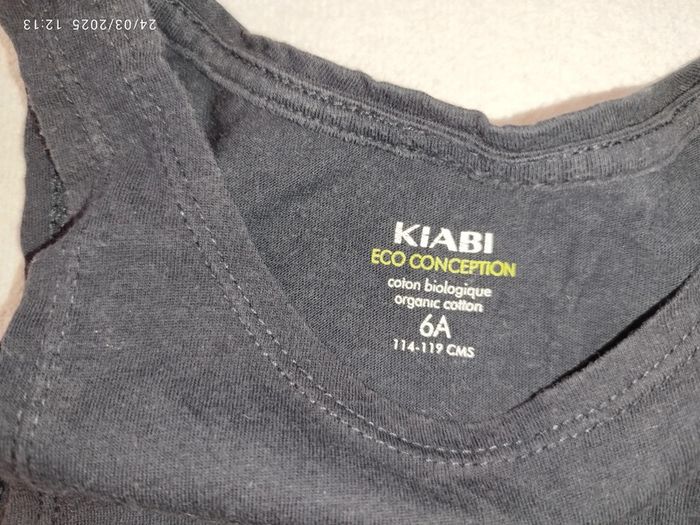 24/03/2025 12:13
KIABI
ECO CONCEPTION
coton biologique
organic cotton
6A
114-119 CMS